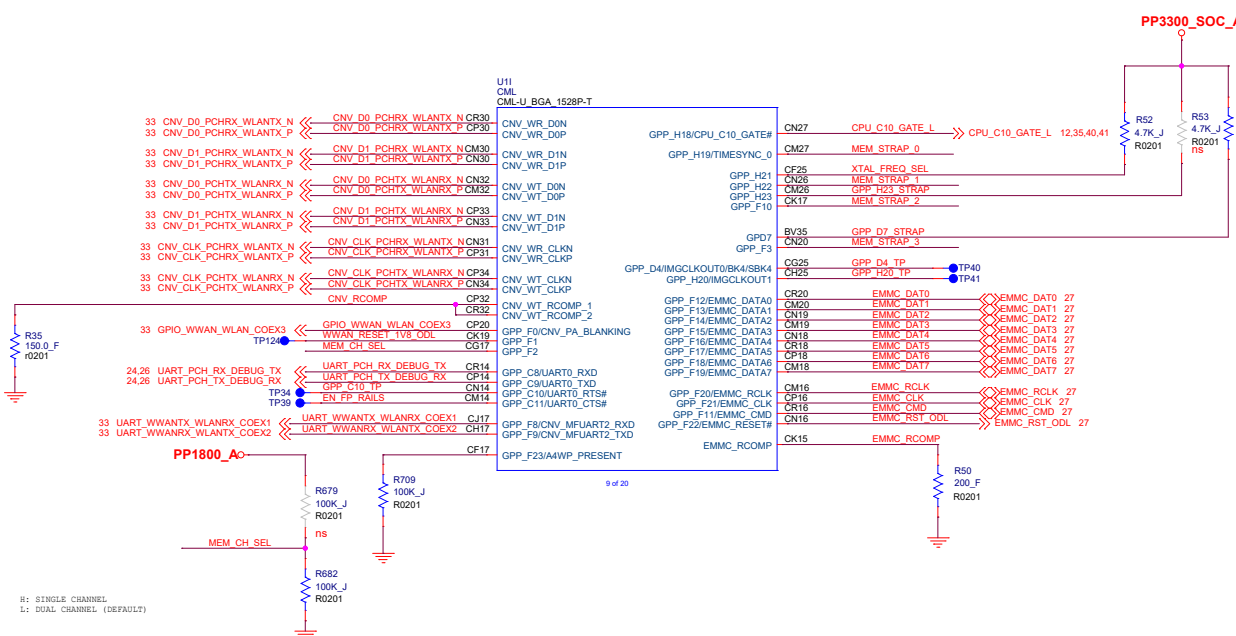 PP3300_SOC_A
U1I
CML
CML-U_BGA_1528P-T
33 CNV_D0_PCHRX_WLANTX_N CNV_D0_PCHRX_WLANTX_N CR30 CNV_WR_D0N
33 CNV_D0_PCHRX_WLANTX_P CNV_D0_PCHRX_WLANTX_P CP30 CNV_WR_D0P
33 CNV_D1_PCHRX_WLANTX_N CNV_D1_PCHRX_WLANTX_N CM30 CNV_WR_D1N
33 CNV_D1_PCHRX_WLANTX_P CNV_D1_PCHRX_WLANTX_P CN30 CNV_WR_D1P
33 CNV_D0_PCHTX_WLANRX_N CNV_D0_PCHTX_WLANRX_N CN32 CNV_WT_D0N
33 CNV_D0_PCHTX_WLANRX_P CNV_D0_PCHTX_WLANRX_P CM32 CNV_WT_D0P
33 CNV_D1_PCHTX_WLANRX_N CNV_D1_PCHTX_WLANRX_N CP33 CNV_WT_D1N
33 CNV_D1_PCHTX_WLANRX_P CNV_D1_PCHTX_WLANRX_P CN33 CNV_WT_D1P
33 CNV_CLK_PCHRX_WLANTX_N CNV_CLK_PCHRX_WLANTX_N CN31 CNV_WR_CLKN
33 CNV_CLK_PCHRX_WLANTX_P CNV_CLK_PCHRX_WLANTX_P CP31 CNV_WR_CLKP
33 CNV_CLK_PCHTX_WLANRX_N CNV_CLK_PCHTX_WLANRX_N CP34 CNV_WT_CLKN
33 CNV_CLK_PCHTX_WLANRX_P CNV_CLK_PCHTX_WLANRX_P CN34 CNV_WT_CLKP
CNV_RCOMP CP32 CNV_WT_RCOMP_1
CR32 CNV_WT_RCOMP_2
33 GPIO_WWAN_WLAN_COEX3 GPIO_WWAN_WLAN_COEX3 CP20 GPP_F0/CNV_PA_BLANKING
TP124 WWAN_RESET_1V8_ODL CK19 GPP_F1
MEM_CH_SEL CG17 GPP_F2
24,26 UART_PCH_RX_DEBUG_TX UART_PCH_RX_DEBUG_TX CR14 GPP_C8/UART0_RXD
24,26 UART_PCH_TX_DEBUG_RX UART_PCH_TX_DEBUG_RX CP14 GPP_C9/UART0_TXD
TP34 GPP_C10_TP CN14 GPP_C10/UART0_RTS#
TP39 EN_FP_RAILS CM14 GPP_C11/UART0_CTS#
33 UART_WWANTX_WLANRX_COEX1 UART_WWANTX_WLANRX_COEX1 CJ17 GPP_F8/CNV_MFUART2_RXD
33 UART_WWANRX_WLANTX_COEX2 UART_WWANRX_WLANTX_COEX2 CH17 GPP_F9/CNV_MFUART2_TXD
CF17 GPP_F23/A4WP_PRESENT
GPP_H18/CPU_C10_GATE# CN27 CPU_C10_GATE_L CPU_C10_GATE_L 12,35,40,41
GPP_H19/TIMESYNC_0 CM27 MEM_STRAP_0
GPP_H21 CF25 XTAL_FREQ_SEL
GPP_H22 CN26 MEM_STRAP_1
GPP_H23 CM26 GPP_H23_STRAP
GPP_F10 CK17 MEM_STRAP_2
GPD7 BV35 GPP_D7_STRAP
GPP_F3 CN20 MEM_STRAP_3
GPP_D4/IMGCLKOUT0/BK4/SBK4 CG25 GPP_D4_TP TP40
GPP_H20/IMGCLKOUT1 CH25 GPP_H20_TP TP41
GPP_F12/EMMC_DATA0 CR20 EMMC_DAT0 EMMC_DAT0 27
GPP_F13/EMMC_DATA1 CM20 EMMC_DAT1 EMMC_DAT1 27
GPP_F14/EMMC_DATA2 CN19 EMMC_DAT2 EMMC_DAT2 27
GPP_F15/EMMC_DATA3 CM19 EMMC_DAT3 EMMC_DAT3 27
GPP_F16/EMMC_DATA4 CN18 EMMC_DAT4 EMMC_DAT4 27
GPP_F17/EMMC_DATA5 CR18 EMMC_DAT5 EMMC_DAT5 27
GPP_F18/EMMC_DATA6 CP18 EMMC_DAT6 EMMC_DAT6 27
GPP_F19/EMMC_DATA7 CM18 EMMC_DAT7 EMMC_DAT7 27
GPP_F20/EMMC_RCLK CM16 EMMC_RCLK EMMC_RCLK 27
GPP_F21/EMMC_CLK CP16 EMMC_CLK EMMC_CLK 27
GPP_F11/EMMC_CMD CR16 EMMC_CMD EMMC_CMD 27
GPP_F22/EMMC_RESET# CN16 EMMC_RST_ODL EMMC_RST_ODL 27
EMMC_RCOMP CK15 EMMC_RCOMP
9 of 20
R52
4.7K_J
R0201
R53
4.7K_J
R0201
ns
R35
150.0_F
r0201
PP1800_A
R679
100K_J
R0201
ns
R709
100K_J
R0201
R50
200_F
R0201
MEM_CH_SEL
R682
100K_J
R0201
H: SINGLE CHANNEL
L: DUAL CHANNEL (DEFAULT)